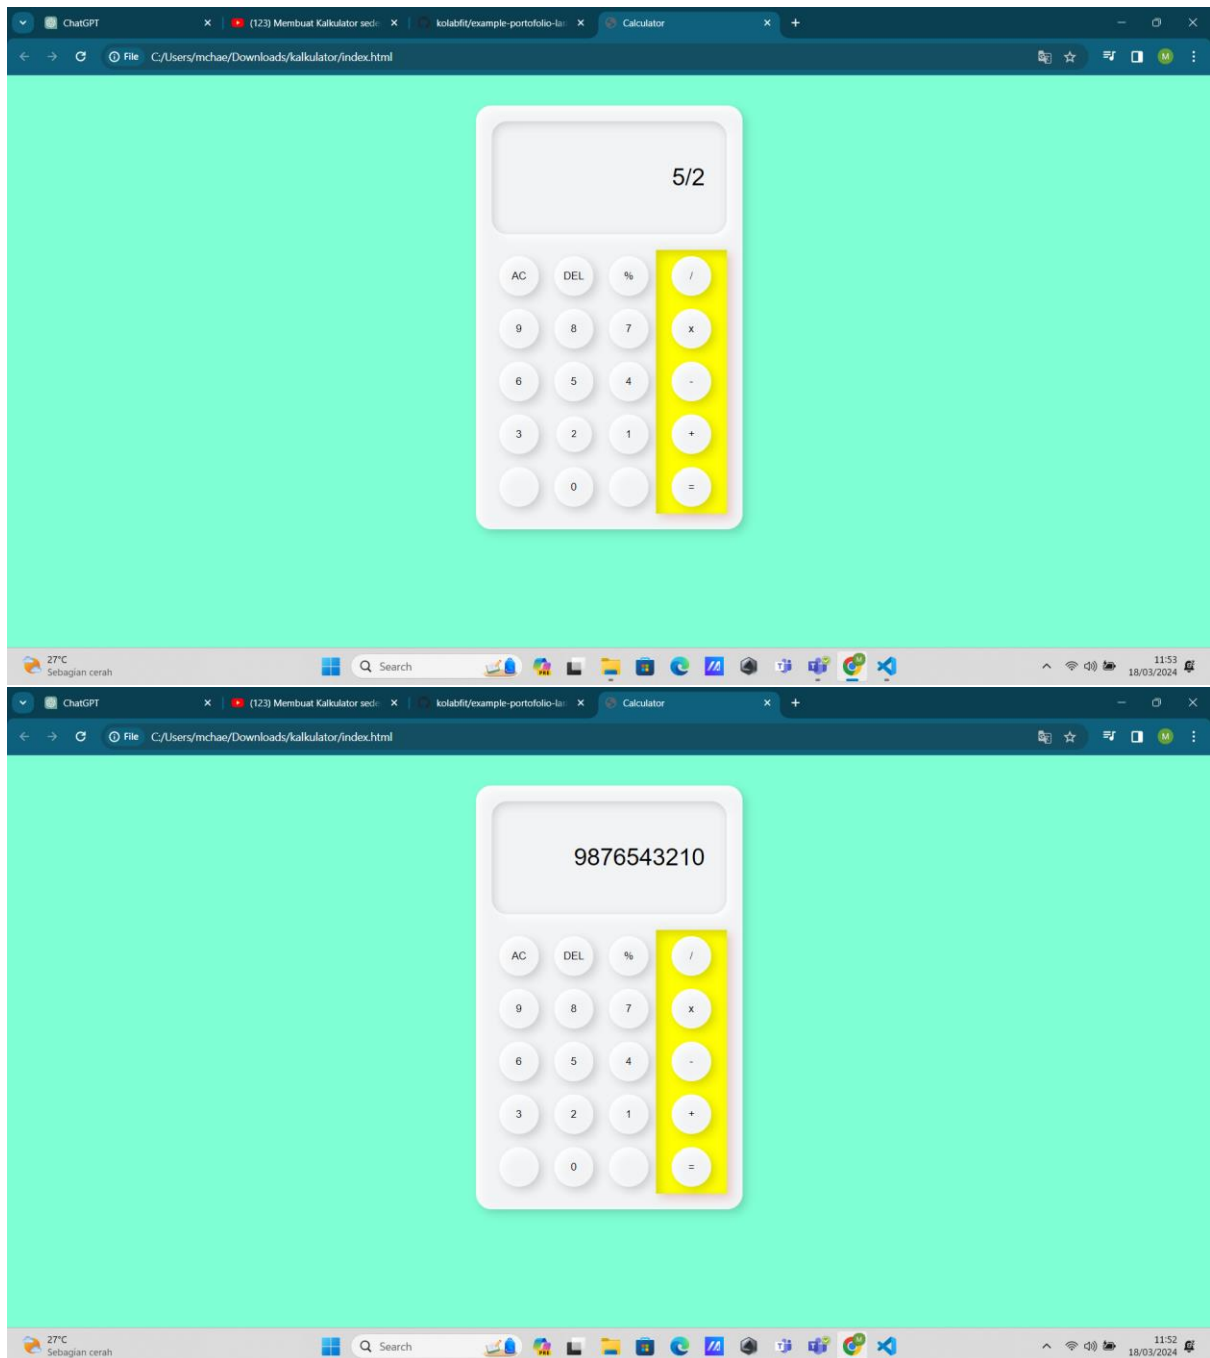 ChatGPT
(123) Membuat Kalkulator sede
kolabfit/example-portofolio-la
Calculator
File C:/Users/mchae/Downloads/kalkulator/index.html
M
5/2
AC DEL % /
9 8 7 x
6 5 4 -
3 2 1 +
0 =
27°C
Sebagian cerah
Search
PRE
11:53
18/03/2024
ChatGPT
(123) Membuat Kalkulator sede
kolabfit/example-portofolio-la
Calculator
File C:/Users/mchae/Downloads/kalkulator/index.html
M
9876543210
AC DEL % /
9 8 7 x
6 5 4 -
3 2 1 +
0 =
27°C
Sebagian cerah
Search
PRE
11:52
18/03/2024